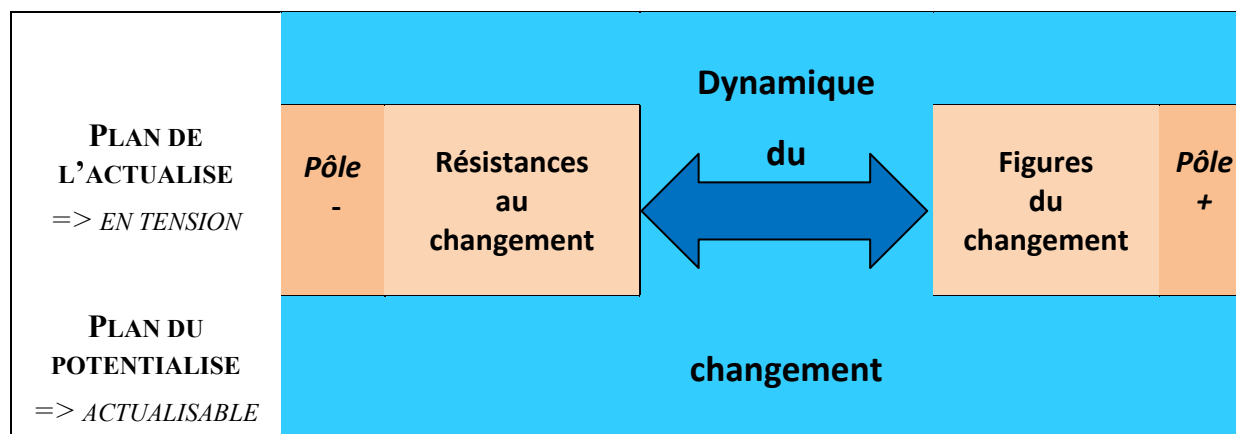 PLAN DE
L'ACTUALISE
=> EN TENSION
PLAN DU
POTENTIALISE
=> ACTUALISABLE
Pôle
-
Résistances
au
changement
Dynamique
du
changement
Figures
du
changement
Pôle
+